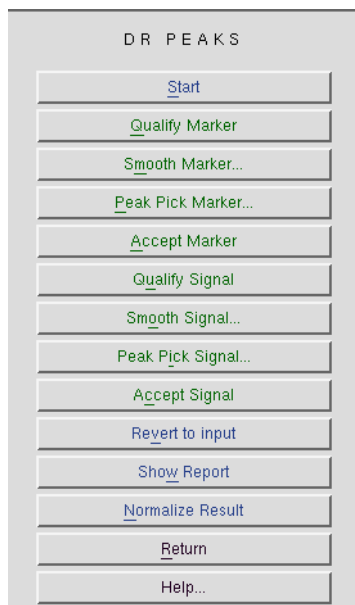 DR PEAKS
Start
Qualify Marker
Smooth Marker...
Peak Pick Marker...
Accept Marker
Qualify Signal
Smooth Signal...
Peak Pick Signal...
Accept Signal
Revert to input
Show Report
Normalize Result
Return
Help...